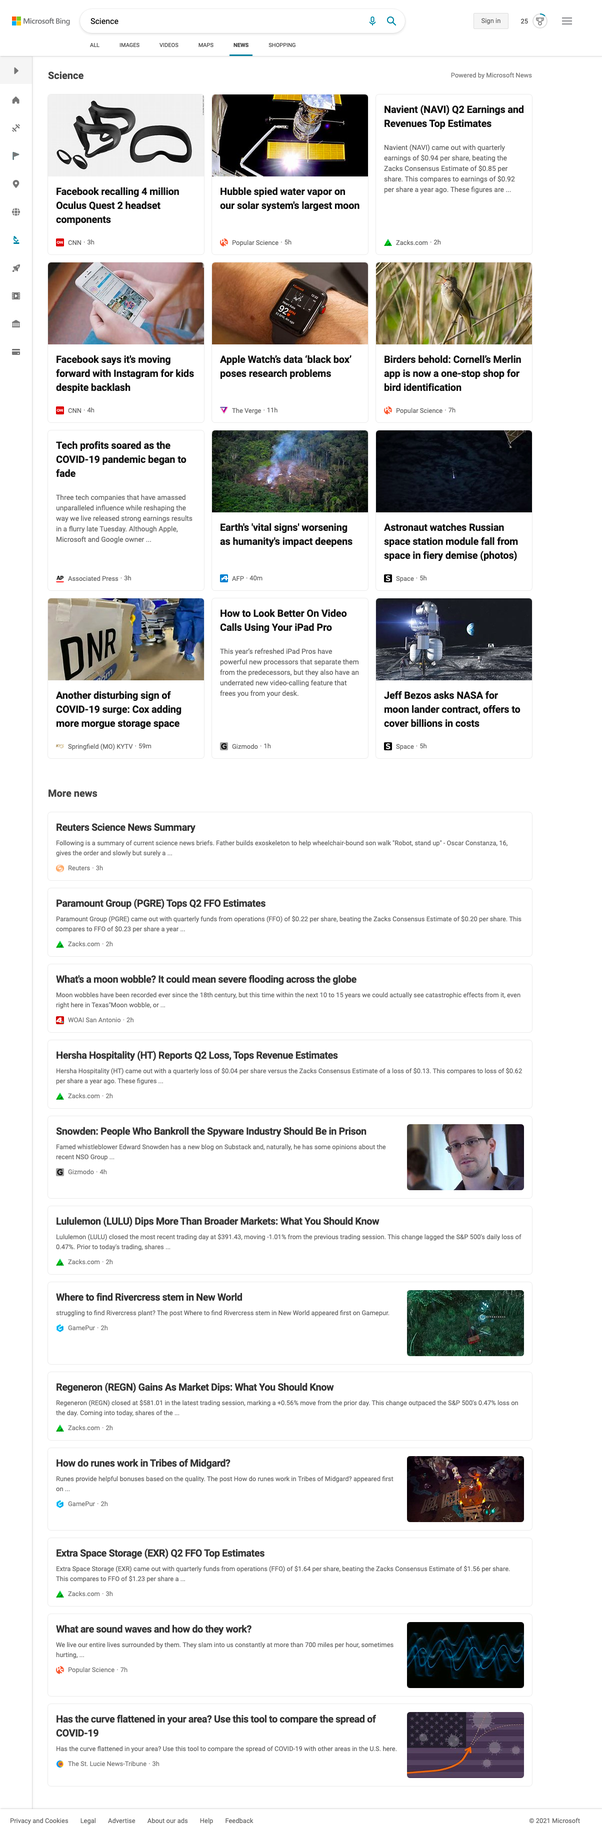 Microsoft Bing
Science
Sign in
25
ALL
IMAGES
VIDEOS
MAPS
NEWS
SHOPPING
Science
Powered by Microsoft News
Facebook recalling 4 million
Oculus Quest 2 headset
components
CNN · 3h
Hubble spied water vapor on
our solar system's largest moon
Popular Science · 5h
Navient (NAVI) Q2 Earnings and
Revenues Top Estimates
Navient (NAVI) came out with quarterly
earnings of $0.94 per share, beating the
Zacks Consensus Estimate of $0.85 per
share. This compares to earnings of $0.92
per share a year ago. These figures are ...
Zacks.com · 2h
Facebook says it's moving
forward with Instagram for kids
despite backlash
CNN · 4h
Apple Watch's data 'black box'
poses research problems
The Verge · 11h
Birders behold: Cornell's Merlin
app is now a one-stop shop for
bird identification
Popular Science · 7h
Tech profits soared as the
COVID-19 pandemic began to
fade
Three tech companies that have amassed
unparalleled influence while reshaping the
way we live released strong earnings results
in a flurry late Tuesday. Although Apple,
Microsoft and Google owner ...
AP
Associated Press · 3h
Earth's 'vital signs' worsening
as humanity's impact deepens
AFP · 40m
Astronaut watches Russian
space station module fall from
space in fiery demise (photos)
Space · 5h
DNR
Another disturbing sign of
COVID-19 surge: Cox adding
more morgue storage space
Springfield (MO) KYTV · 59m
How to Look Better On Video
Calls Using Your iPad Pro
This year's refreshed iPad Pros have
powerful new processors that separate them
from the predecessors, but they also have an
underrated new video-calling feature that
frees you from your desk.
Gizmodo · 1h
Jeff Bezos asks NASA for
moon lander contract, offers to
cover billions in costs
Space · 5h
More news
Reuters Science News Summary
Following is a summary of current science news briefs. Father builds exoskeleton to help wheelchair-bound son walk "Robot, stand up" - Oscar Constanza, 16,
gives the order and slowly but surely a ...
Reuters · 3h
Paramount Group (PGRE) Tops Q2 FFO Estimates
Paramount Group (PGRE) came out with quarterly funds from operations (FFO) of $0.22 per share, beating the Zacks Consensus Estimate of $0.20 per share. This
compares to FFO of $0.23 per share a year ...
Zacks.com · 2h
What's a moon wobble? It could mean severe flooding across the globe
Moon wobbles have been recorded ever since the 18th century, but this time within the next 10 to 15 years we could actually see catastrophic effects from it, even
right here in Texas"Moon wobble, or ...
WOAI San Antonio · 2h
Hersha Hospitality (HT) Reports Q2 Loss, Tops Revenue Estimates
Hersha Hospitality (HT) came out with a quarterly loss of $0.04 per share versus the Zacks Consensus Estimate of a loss of $0.13. This compares to loss of $0.62
per share a year ago. These figures ...
Zacks.com · 2h
Snowden: People Who Bankroll the Spyware Industry Should Be in Prison
Famed whistleblower Edward Snowden has a new blog on Substack and, naturally, he has some opinions about the
recent NSO Group ...
Gizmodo · 4h
Lululemon (LULU) Dips More Than Broader Markets: What You Should Know
Lululemon (LULU) closed the most recent trading day at $391.43, moving -1.01% from the previous trading session. This change lagged the S&P 500's daily loss of
0.47%. Prior to today's trading, shares ...
Zacks.com · 2h
Where to find Rivercress stem in New World
struggling to find Rivercress plant? The post Where to find Rivercress stem in New World appeared first on Gamepur.
GamePur · 2h
Regeneron (REGN) Gains As Market Dips: What You Should Know
Regeneron (REGN) closed at $581.01 in the latest trading session, marking a +0.56% move from the prior day. This change outpaced the S&P 500's 0.47% loss on
the day. Coming into today, shares of the ...
Zacks.com · 2h
How do runes work in Tribes of Midgard?
Runes provide helpful bonuses based on the quality. The post How do runes work in Tribes of Midgard? appeared first
on ...
GamePur · 2h
Extra Space Storage (EXR) Q2 FFO Top Estimates
Extra Space Storage (EXR) came out with quarterly funds from operations (FFO) of $1.64 per share, beating the Zacks Consensus Estimate of $1.56 per share.
This compares to FFO of $1.23 per share a ...
Zacks.com · 3h
What are sound waves and how do they work?
We live our entire lives surrounded by them. They slam into us constantly at more than 700 miles per hour, sometimes
hurting, ...
Popular Science · 7h
Has the curve flattened in your area? Use this tool to compare the spread of
COVID-19
Has the curve flattened in your area? Use this tool to compare the spread of COVID-19 with other areas in the U.S. here.
The St. Lucie News-Tribune · 3h
Privacy and Cookies
Legal
Advertise
About our ads
Help
Feedback
© 2021 Microsoft